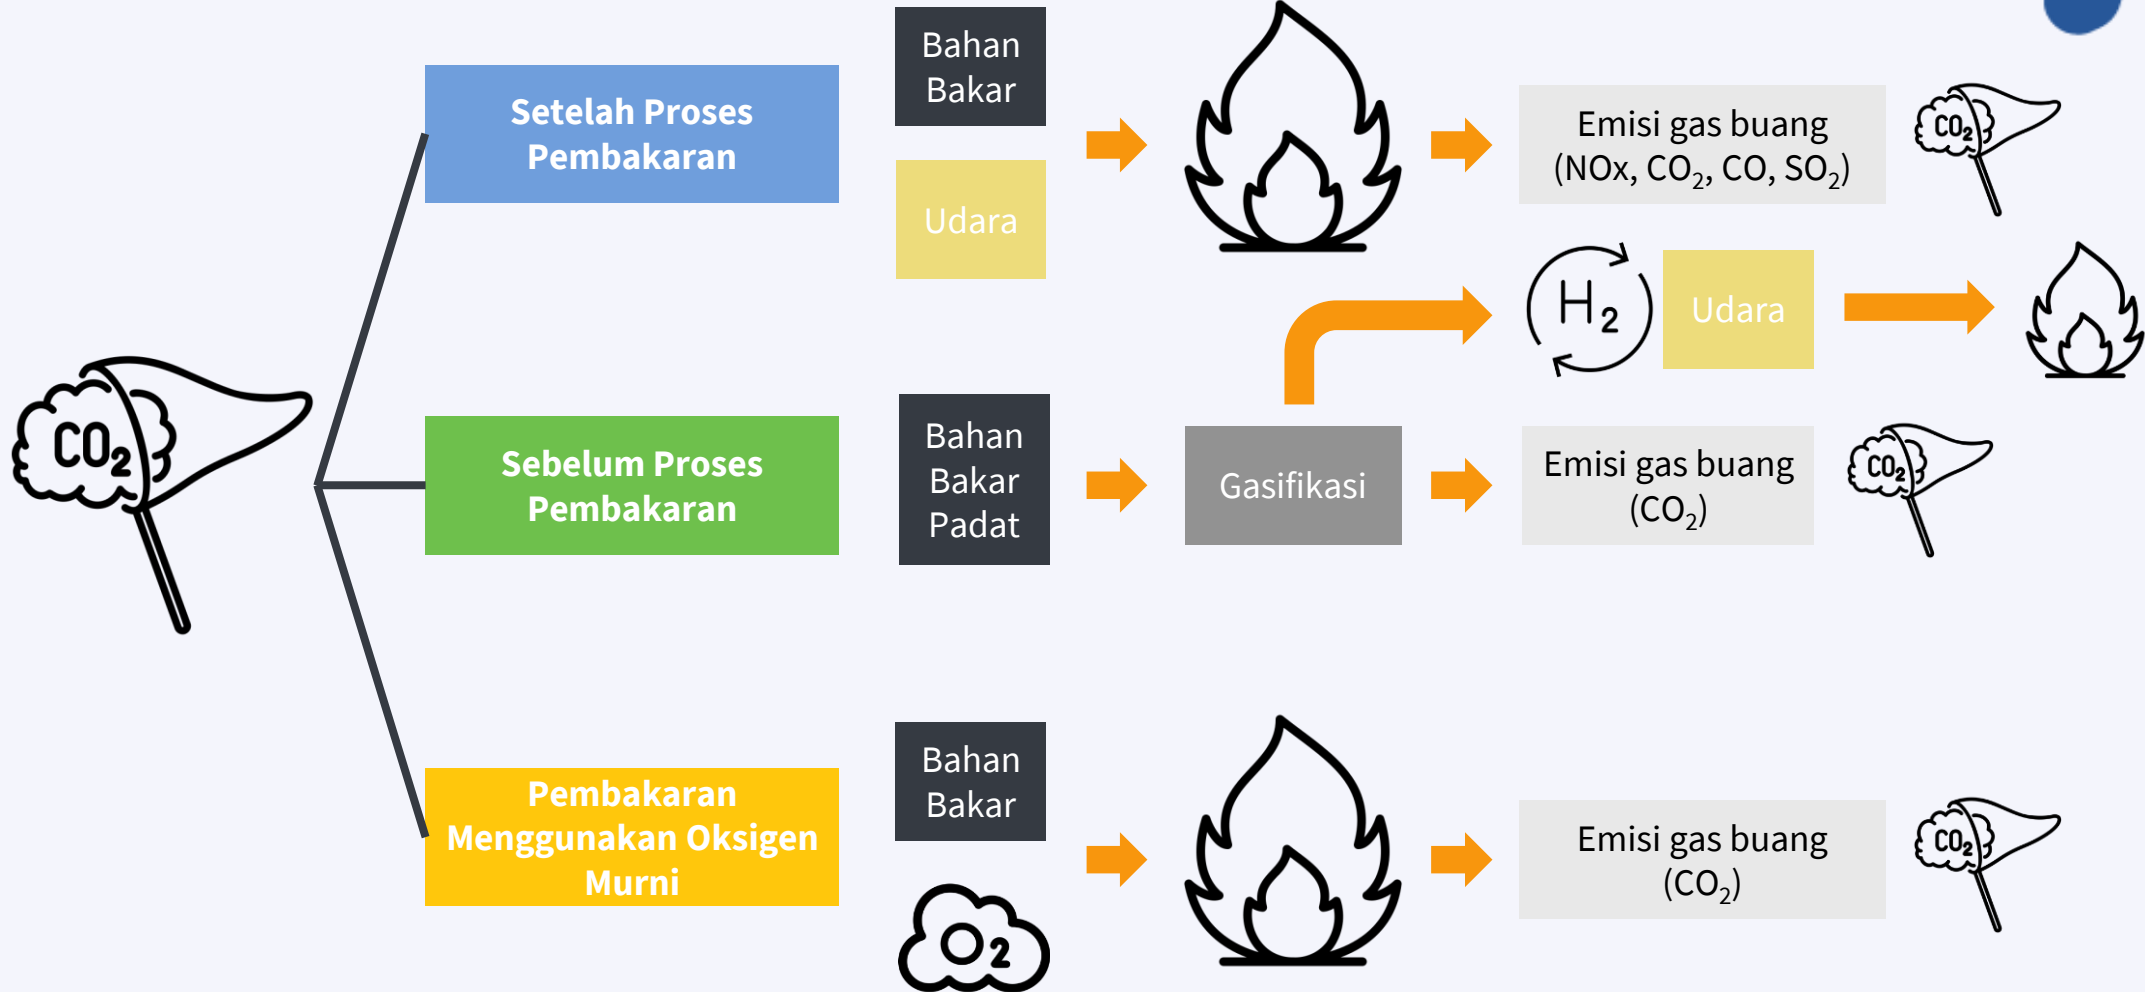 Setelah Proses
Pembakaran
Bahan
Bakar
Udara
Emisi gas buang
(NOx, CO₂, CO, SO₂)
CO₂
H₂
Udara
CO₂
Sebelum Proses
Pembakaran
Bahan
Bakar
Padat
Gasifikasi
Emisi gas buang
(CO₂)
CO₂
Pembakaran
Menggunakan Oksigen
Murni
Bahan
Bakar
O₂
Emisi gas buang
(CO₂)
CO₂